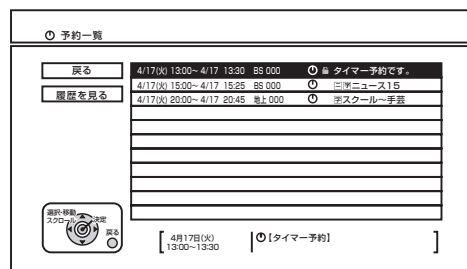 予約一覧
戻る
履歴を見る
4/17(火) 13:00~ 4/17 13:30 BS 000 タイマー予約です。
4/17(火) 15:00~ 4/17 15:25 BS 000 ニュース15
4/17(火) 20:00~ 4/17 20:45 地上 000 スクール~手芸
選択・移動
スクロール
決定
戻る
4月17日(火)
13:00~13:30
【タイマー予約】